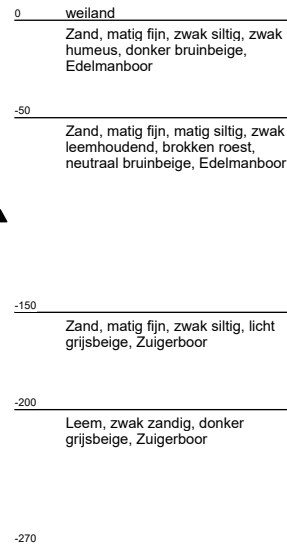 0 weiland
Zand, matig fijn, zwak siltig, zwak
humeus, donker bruinbeige,
Edelmanboor
-50
Zand, matig fijn, matig siltig, zwak
leemhoudend, brokken roest,
neutraal bruinbeige, Edelmanboor
-150
Zand, matig fijn, zwak siltig, licht
grijsbeige, Zuigerboor
-200
Leem, zwak zandig, donker
grijsbeige, Zuigerboor
-270